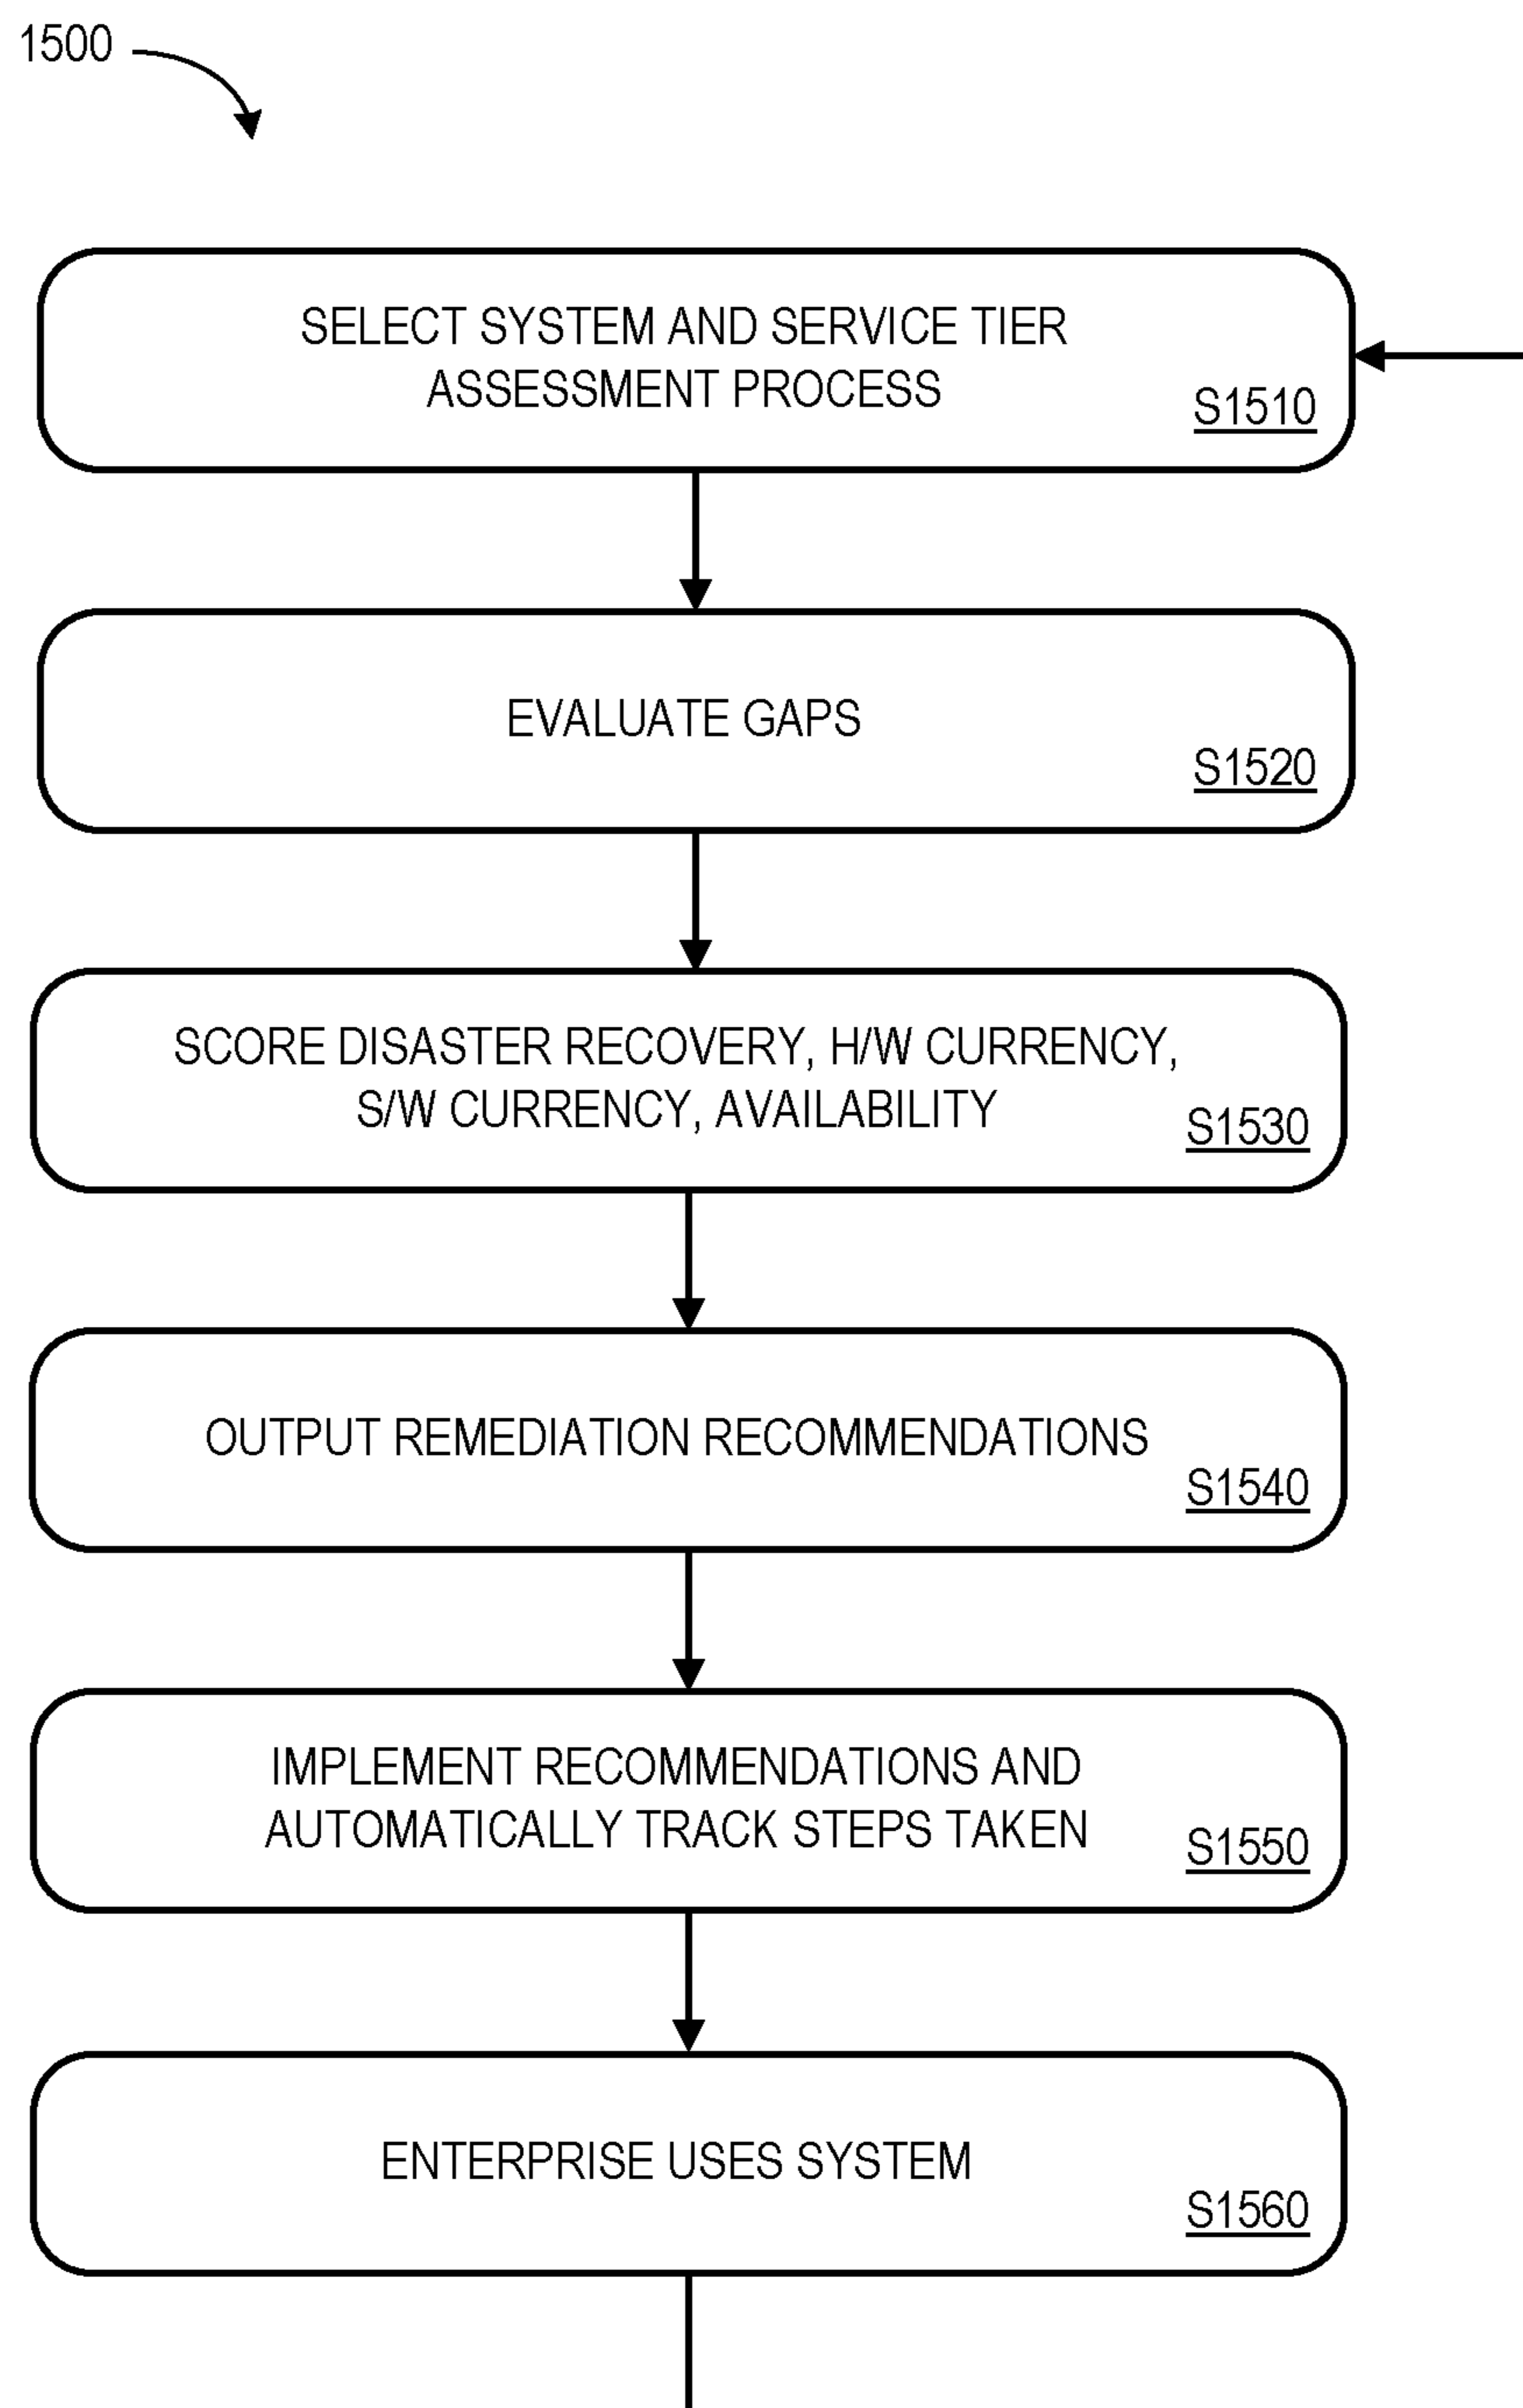 1500
SELECT SYSTEM AND SERVICE TIER
ASSESSMENT PROCESS
S1510
EVALUATE GAPS
S1520
SCORE DISASTER RECOVERY, H/W CURRENCY,
S/W CURRENCY, AVAILABILITY
S1530
OUTPUT REMEDIATION RECOMMENDATIONS
S1540
IMPLEMENT RECOMMENDATIONS AND
AUTOMATICALLY TRACK STEPS TAKEN
S1550
ENTERPRISE USES SYSTEM
S1560